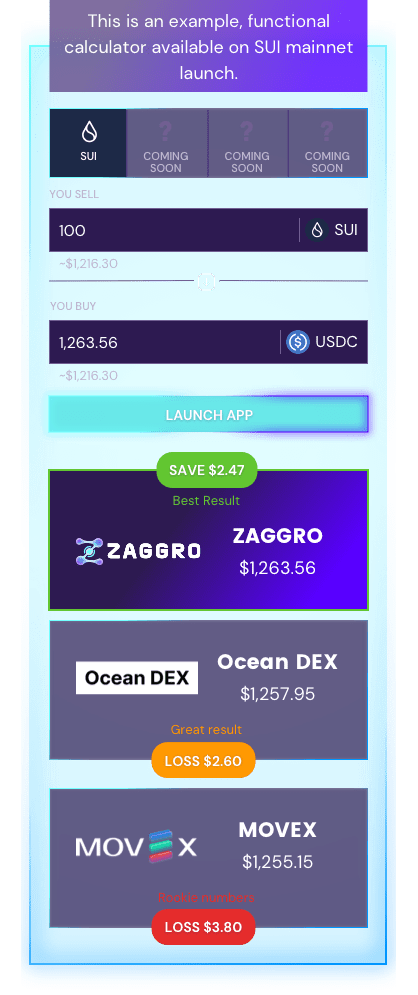 This is an example, functional
calculator available on SUI mainnet
launch.
SUI
?
COMING
SOON
?
COMING
SOON
?
COMING
SOON
YOU SELL
100
SUI
~$1,216.30
YOU BUY
1,263.56
USDC
~$1,216.30
LAUNCH APP
SAVE $2.47
Best Result
ZAGGRO
ZAGGRO
$1,263.56
Ocean DEX
Ocean DEX
$1,257.95
Great result
LOSS $2.60
MOVEX
MOVEX
$1,255.15
LOSS $3.80